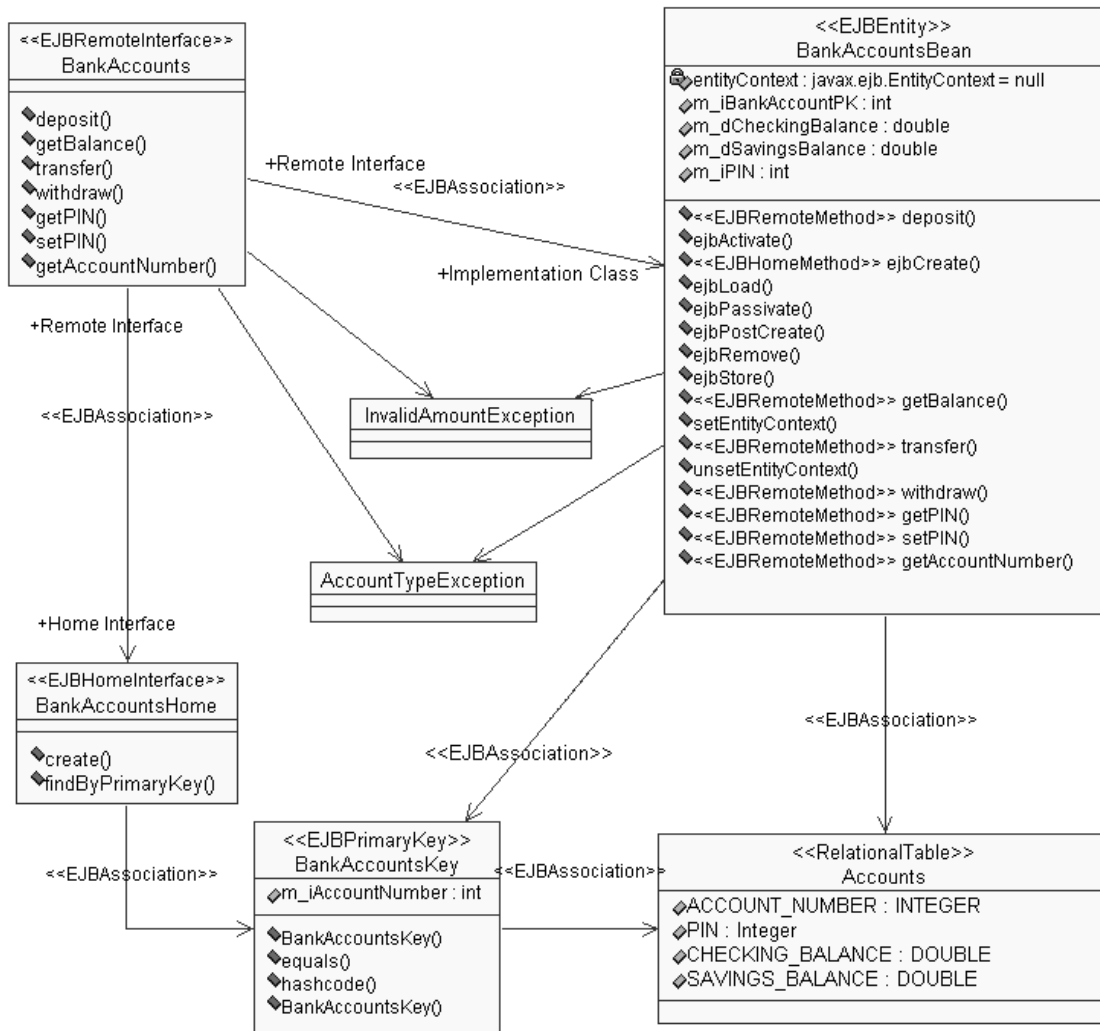 <<EJBRemoteInterface>>
BankAccounts
deposit()
getBalance()
transfer()
withdraw()
getPIN()
setPIN()
getAccountNumber()
<<EJBEntity>>
BankAccountsBean
entityContext : javax.ejb.EntityContext = null
m_iBankAccountPK : int
m_dCheckingBalance : double
m_dSavingsBalance : double
m_iPIN : int
<<EJBRemoteMethod>> deposit()
ejbActivate()
<<EJBHomeMethod>> ejbCreate()
ejbLoad()
ejbPassivate()
ejbPostCreate()
ejbRemove()
ejbStore()
<<EJBRemoteMethod>> getBalance()
setEntityContext()
<<EJBRemoteMethod>> transfer()
unsetEntityContext()
<<EJBRemoteMethod>> withdraw()
<<EJBRemoteMethod>> getPIN()
<<EJBRemoteMethod>> setPIN()
<<EJBRemoteMethod>> getAccountNumber()
+Remote Interface
<<EJBAssociation>>
+Implementation Class
+Remote Interface
<<EJBAssociation>>
+Home Interface
InvalidAmountException
AccountTypeException
<<EJBHomeInterface>>
BankAccountsHome
create()
findByPrimaryKey()
<<EJBAssociation>>
<<EJBAssociation>>
<<EJBAssociation>>
<<EJBPrimaryKey>>
BankAccountsKey
m_iAccountNumber : int
BankAccountsKey()
equals()
hashcode()
BankAccountsKey()
<<EJBAssociation>>
<<RelationalTable>>
Accounts
ACCOUNT_NUMBER : INTEGER
PIN : Integer
CHECKING_BALANCE : DOUBLE
SAVINGS_BALANCE : DOUBLE